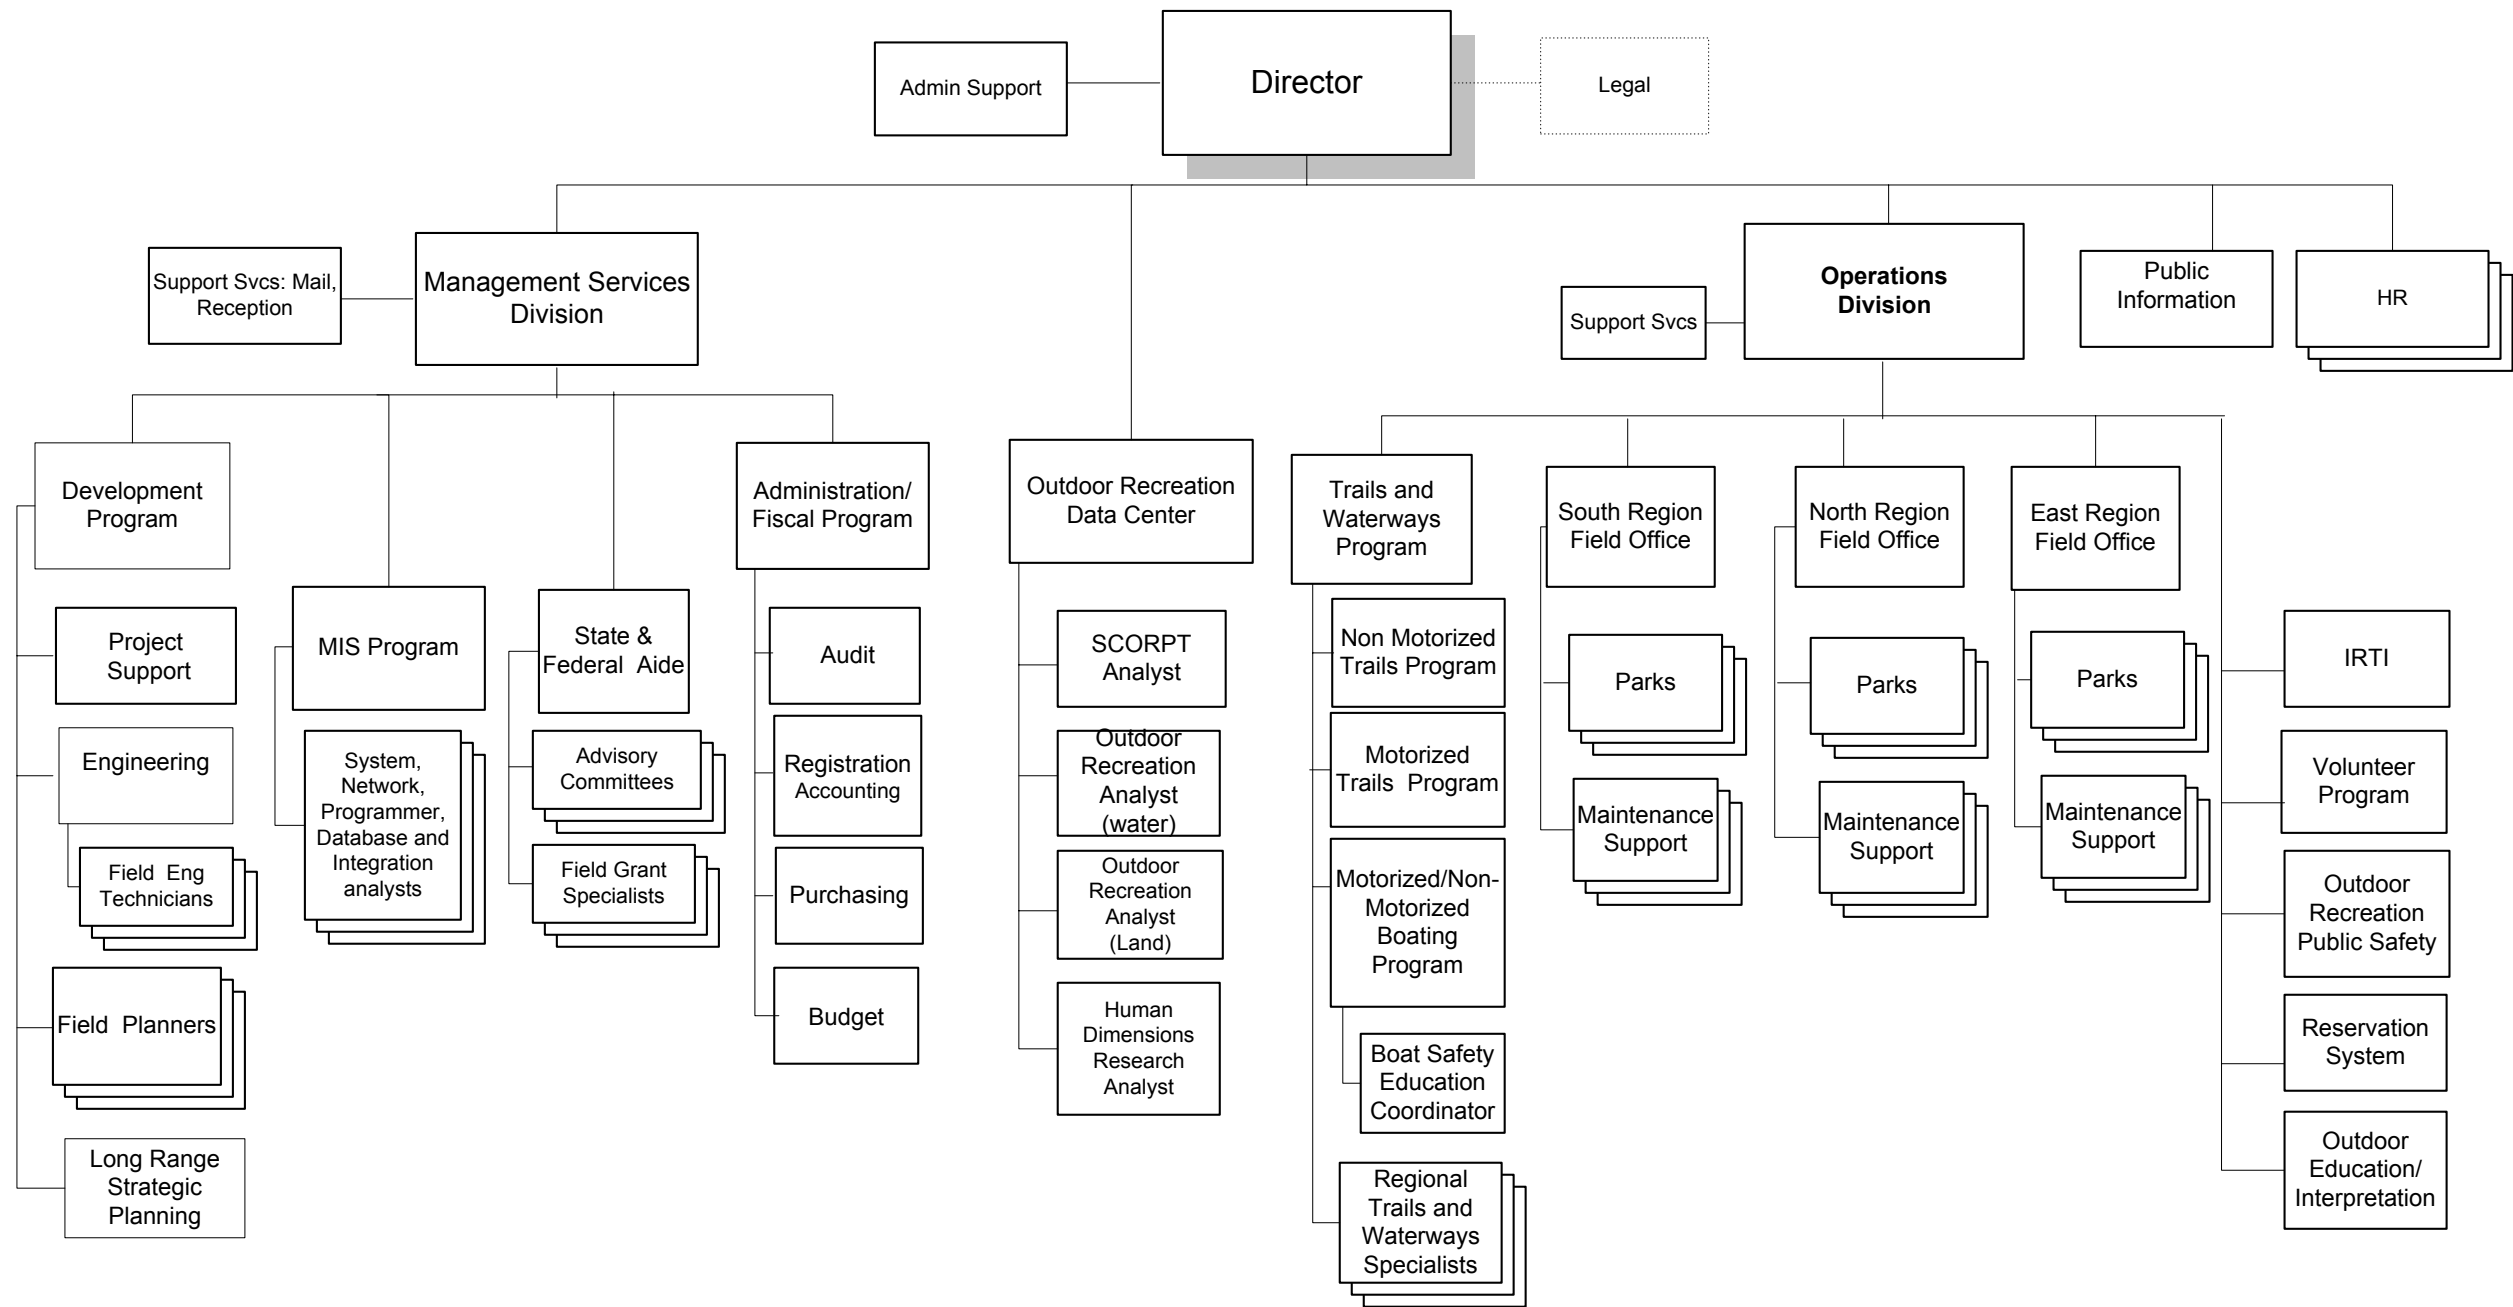 Director
Admin Support
Legal
Support Svcs: Mail,
Reception
Management Services
Division
Support Svcs
Operations
Division
Public
Information
HR
Development
Program
Project
Support
Engineering
Field Eng
Technicians
Field Planners
Long Range
Strategic
Planning
MIS Program
System,
Network,
Programmer,
Database and
Integration
analysts
State &
Federal Aide
Advisory
Committees
Field Grant
Specialists
Administration/
Fiscal Program
Audit
Registration
Accounting
Purchasing
Budget
Outdoor Recreation
Data Center
SCORPT
Analyst
Outdoor
Recreation
Analyst
(water)
Outdoor
Recreation
Analyst
(Land)
Human
Dimensions
Research
Analyst
Trails and
Waterways
Program
Non Motorized
Trails Program
Motorized
Trails Program
Motorized/Non-
Motorized
Boating
Program
Boat Safety
Education
Coordinator
Regional
Trails and
Waterways
Specialists
South Region
Field Office
Parks
Maintenance
Support
North Region
Field Office
Parks
Maintenance
Support
East Region
Field Office
Parks
Maintenance
Support
IRTI
Volunteer
Program
Outdoor
Recreation
Public Safety
Reservation
System
Outdoor
Education/
Interpretation